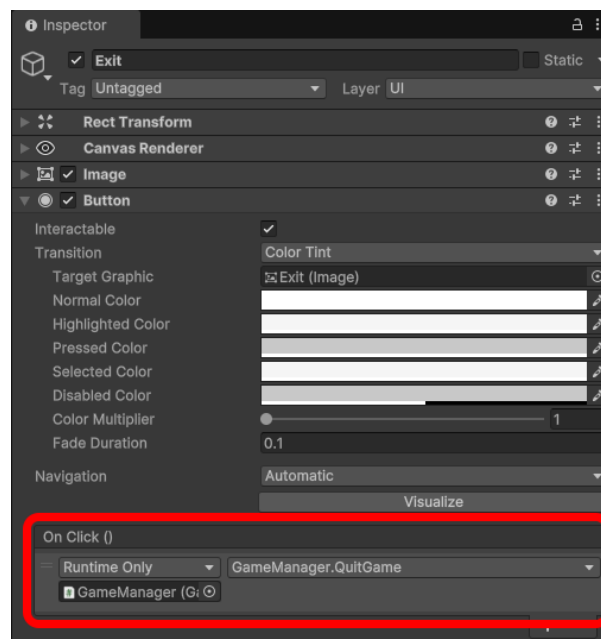 Inspector
Exit Static
Tag Untagged Layer UI
Rect Transform
Canvas Renderer
Image
Button
Interactable
Transition Color Tint
Target Graphic Exit (Image)
Normal Color
Highlighted Color
Pressed Color
Selected Color
Disabled Color
Color Multiplier 1
Fade Duration 0.1
Navigation Automatic
Visualize
On Click ()
Runtime Only GameManager.QuitGame
GameManager (Ga